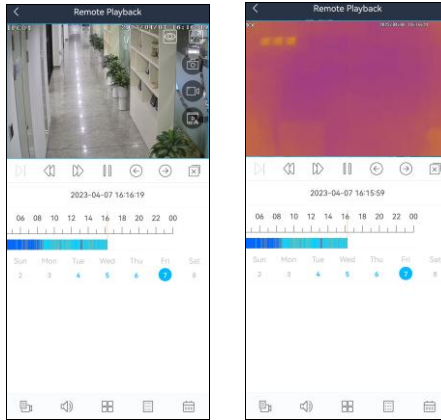 Remote Playback
2023-04-07 16:16:19
06 08 10 12 14 16 18 20 22 00
Sun Mon Tue Wed Thu Fri Sat
2 3 4 5 6 7 8
Remote Playback
2023-04-07 16:15:59
06 08 10 12 14 16 18 20 22 00
Sun Mon Tue Wed Thu Fri Sat
2 3 4 5 6 7 8